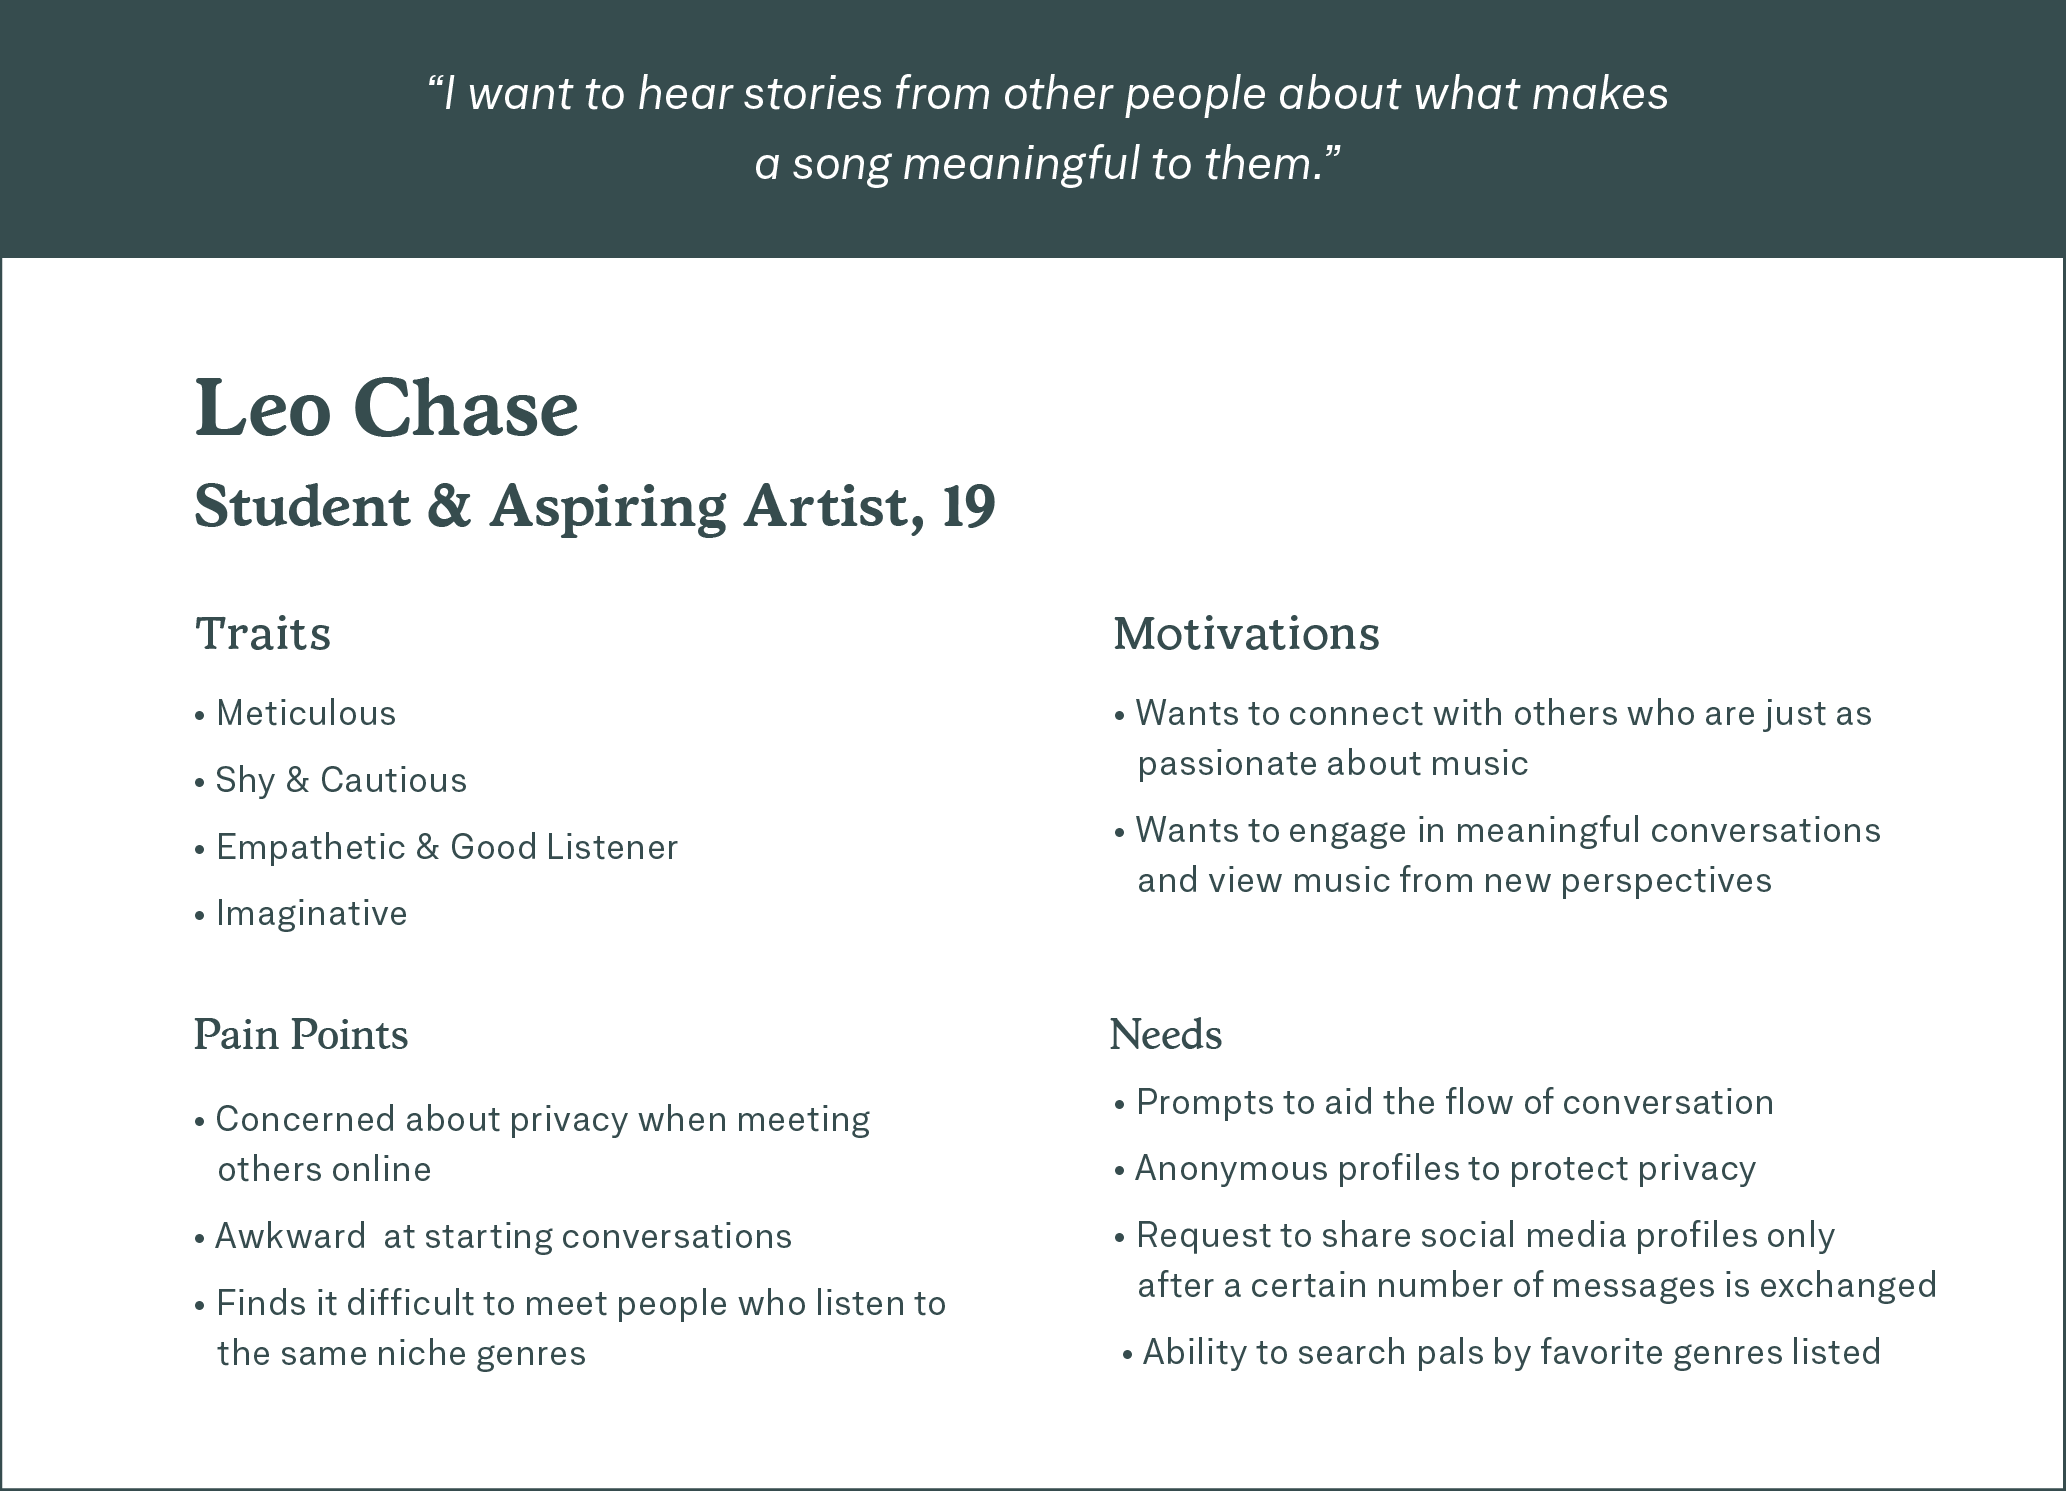 “I want to hear stories from other people about what makes
a song meaningful to them.”
Leo Chase
Student & Aspiring Artist, 19
Traits
• Meticulous
• Shy & Cautious
• Empathetic & Good Listener
• Imaginative
Motivations
• Wants to connect with others who are just as
passionate about music
• Wants to engage in meaningful conversations
and view music from new perspectives
Pain Points
• Concerned about privacy when meeting
others online
• Awkward  at starting conversations
• Finds it difficult to meet people who listen to
the same niche genres
Needs
• Prompts to aid the flow of conversation
• Anonymous profiles to protect privacy
• Request to share social media profiles only
after a certain number of messages is exchanged
• Ability to search pals by favorite genres listed